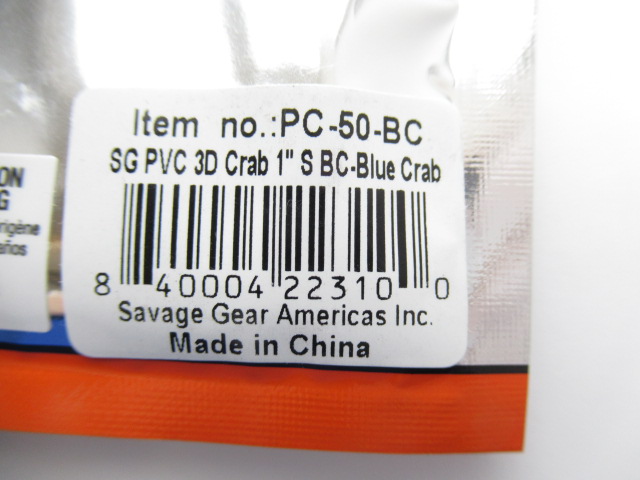 Item no.:PC-50-BC
SG PVC 3D Crab 1" S BC-Blue Crab
8 40004 22310 0
Savage Gear Americas Inc.
Made in China
ON
G